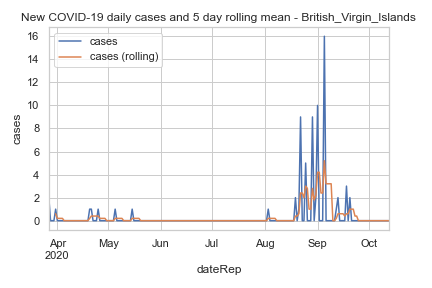 New COVID-19 daily cases and 5 day rolling mean - British_Virgin_Islands
cases
cases (rolling)
cases
16
14
12
10
8
6
4
2
0
Apr May Jun Jul Aug Sep Oct
2020
dateRep